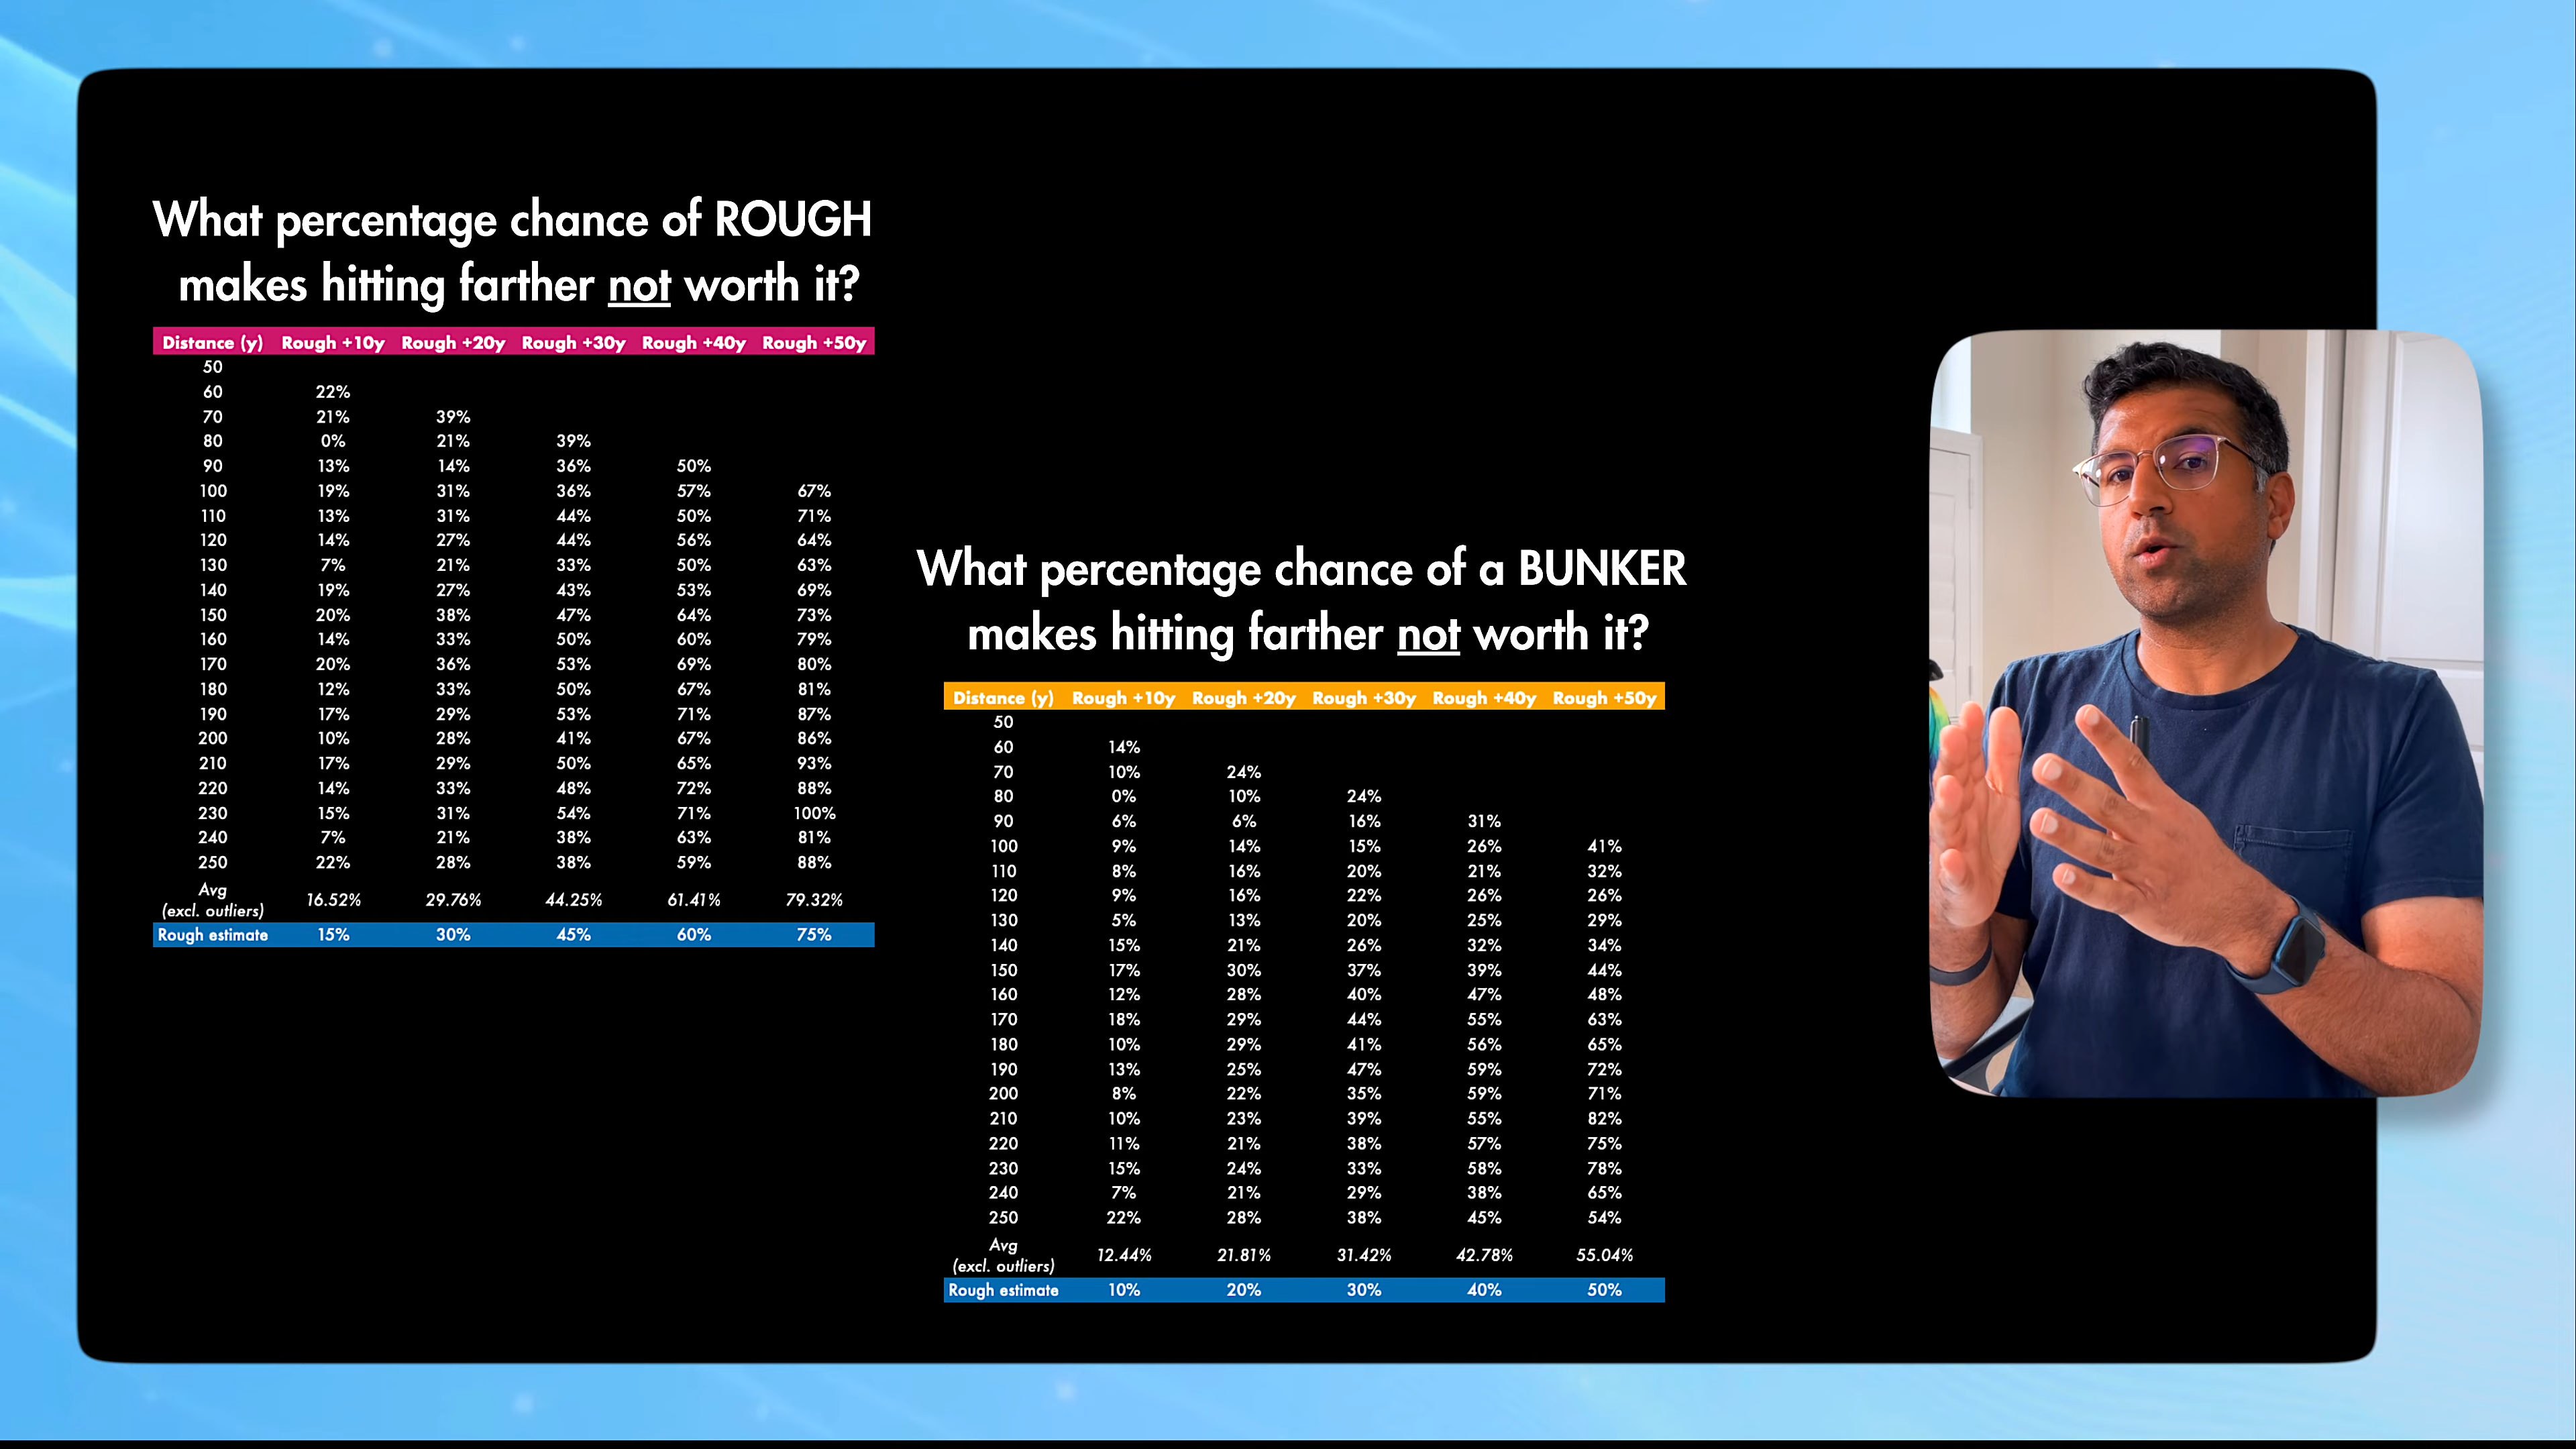 What percentage chance of ROUGH
makes hitting farther not worth it?
Distance (y) Rough +10y Rough +20y Rough +30y Rough +40y Rough +50y
50
60 22%
70 21% 39%
80 0% 21% 39%
90 13% 14% 36% 50%
100 19% 31% 36% 57% 67%
110 13% 31% 44% 50% 71%
120 14% 27% 44% 56% 64%
130 7% 21% 33% 50% 63%
140 19% 27% 43% 53% 69%
150 20% 38% 47% 64% 73%
160 14% 33% 50% 60% 79%
170 20% 36% 53% 69% 80%
180 12% 33% 50% 67% 81%
190 17% 29% 53% 71% 87%
200 10% 28% 41% 67% 86%
210 17% 29% 50% 65% 93%
220 14% 33% 48% 72% 88%
230 15% 31% 54% 71% 100%
240 7% 21% 38% 63% 81%
250 22% 28% 38% 59% 88%
Avg
(excl. outliers) 16.52% 29.76% 44.25% 61.41% 79.32%
Rough estimate 15% 30% 45% 60% 75%
What percentage chance of a BUNKER
makes hitting farther not worth it?
Distance (y) Rough +10y Rough +20y Rough +30y Rough +40y Rough +50y
50
60 14%
70 10% 24%
80 0% 10% 24%
90 6% 6% 16% 31%
100 9% 14% 15% 26% 41%
110 8% 16% 20% 21% 32%
120 9% 16% 22% 26% 26%
130 5% 13% 20% 25% 29%
140 15% 21% 26% 32% 34%
150 17% 30% 37% 39% 44%
160 12% 28% 40% 47% 48%
170 18% 29% 44% 55% 63%
180 10% 29% 41% 56% 65%
190 13% 25% 47% 59% 72%
200 8% 22% 35% 59% 71%
210 10% 23% 39% 55% 82%
220 11% 21% 38% 57% 75%
230 15% 24% 33% 58% 78%
240 7% 21% 29% 38% 65%
250 22% 28% 38% 45% 54%
Avg
(excl. outliers) 12.44% 21.81% 31.42% 42.78% 55.04%
Rough estimate 10% 20% 30% 40% 50%